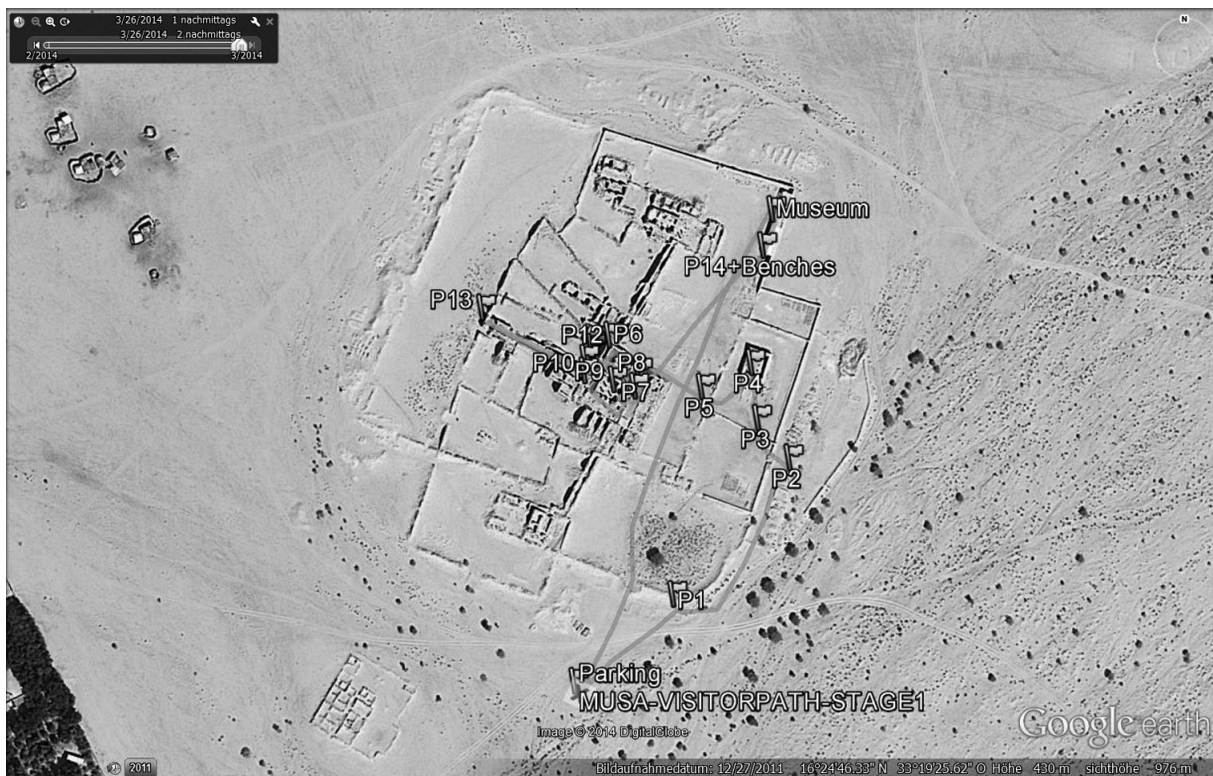 3/26/2014 1 nachmittags
3/26/2014 2 nachmittags
2/2014 3/2014
N
Museum
P14+Benches
P13
P12 P6
P10 P9 P8
P7
P4
P5
P3
P2
P1
Parking
MUSA-VISITORPATH-STAGE1
Image © 2014 DigitalGlobe
Google earth
2011
Bildaufnahmedatum: 12/27/2011 16°24'46.33" N 33°19'25.62" O Höhe 430 m sichthöhe 976 m